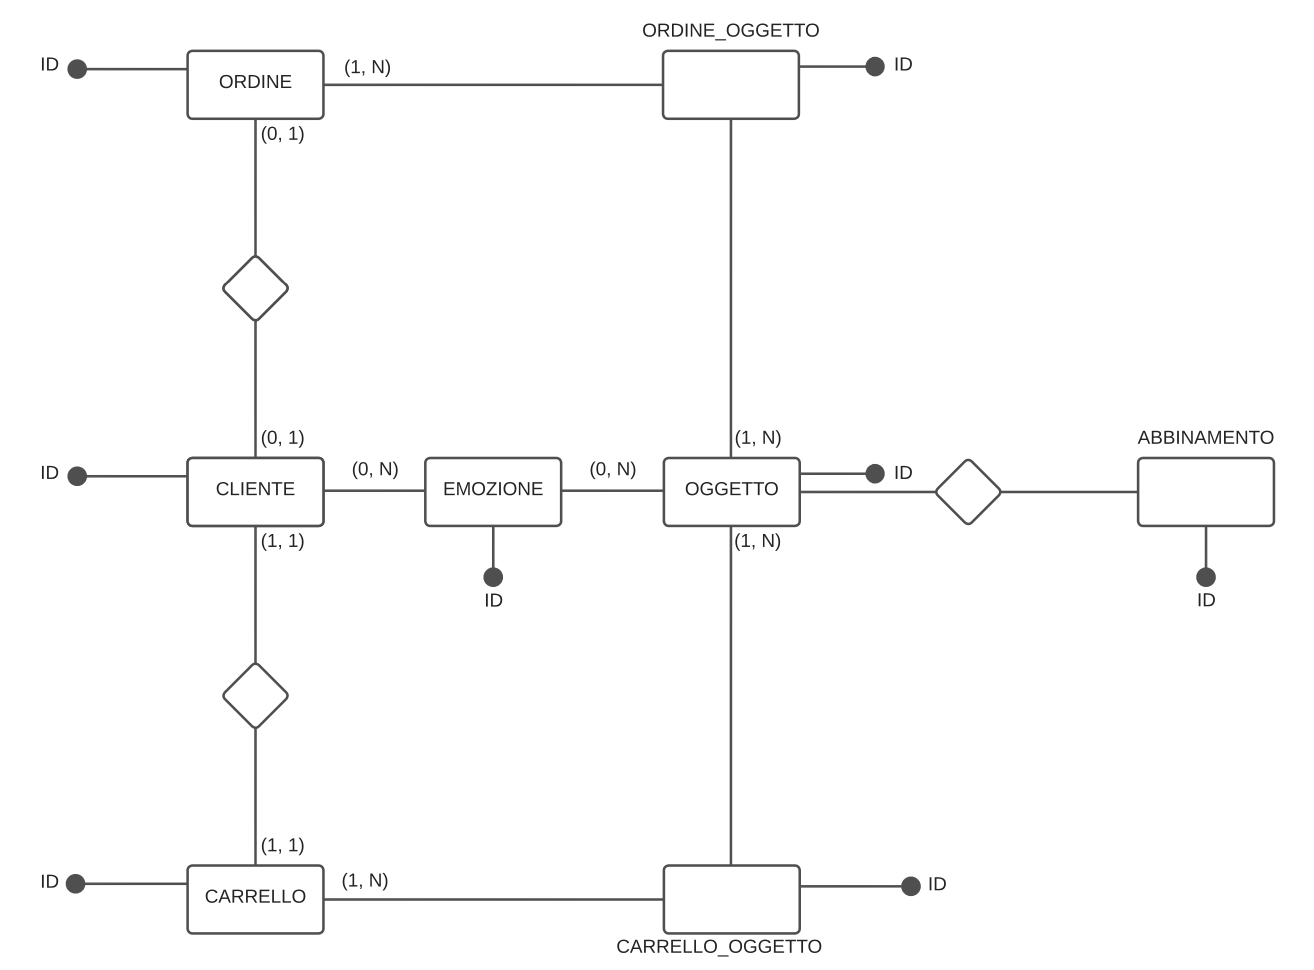 ORDINE_OGGETTO
ID
ORDINE
(1, N)
ID
(0, 1)
(0, 1)
(1, N)
ABBINAMENTO
ID
CLIENTE
(0, N)
EMOZIONE
(0, N)
OGGETTO
ID
(1, 1)
(1, N)
ID
ID
(1, 1)
ID
CARRELLO
(1, N)
ID
CARRELLO_OGGETTO